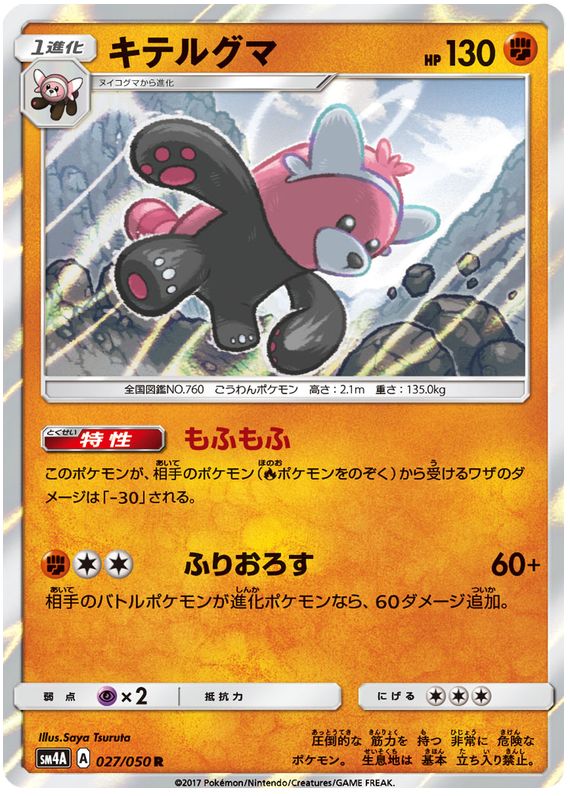 1進化
キテルグマ
HP 130
ヌイコグマから進化
全国図鑑NO.760 ごうわんポケモン 高さ:2.1m 重さ:135.0kg
とくせい
特性 もふもふ
このポケモンが、相手のポケモン(ポケモンをのぞく)から受けるワザのダ
メージは「-30」される。
ふりおろす 60+
相手のバトルポケモンが進化ポケモンなら、60ダメージ追加。
弱点 ×2 抵抗力 にげる
Illus.Saya Tsuruta
SM4A A 027/050 R
圧倒的な 筋力を 持つ 非常に 危険な
ポケモン。 生息地は 基本 立ち入り禁止。
©2017 Pokémon/Nintendo/Creatures/GAME FREAK.